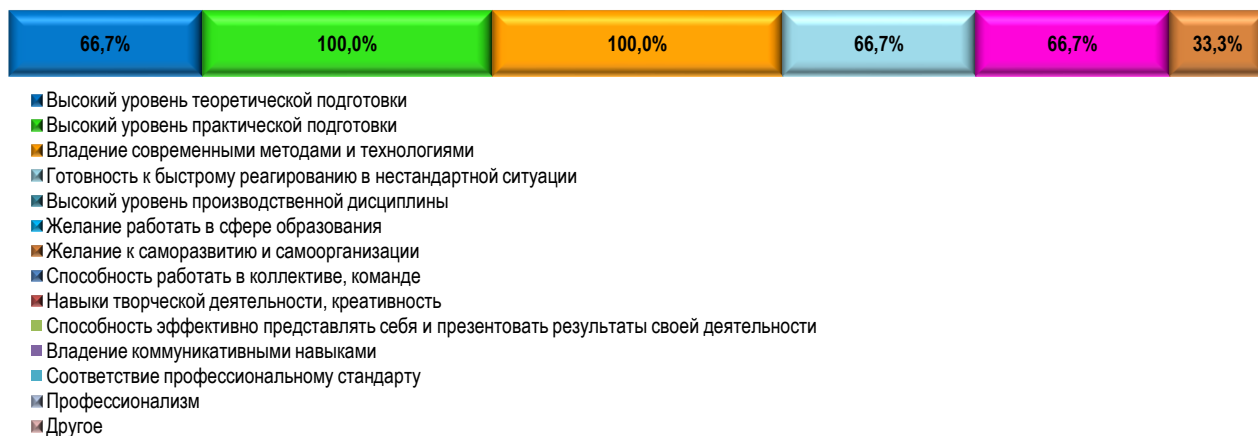 66,7% 100,0% 100,0% 66,7% 66,7% 33,3%
Высокий уровень теоретической подготовки
Высокий уровень практической подготовки
Владение современными методами и технологиями
Готовность к быстрому реагированию в нестандартной ситуации
Высокий уровень производственной дисциплины
Желание работать в сфере образования
Желание к саморазвитию и самоорганизации
Способность работать в коллективе, команде
Навыки творческой деятельности, креативность
Способность эффективно представлять себя и презентовать результаты своей деятельности
Владение коммуникативными навыками
Соответствие профессиональному стандарту
Профессионализм
Другое